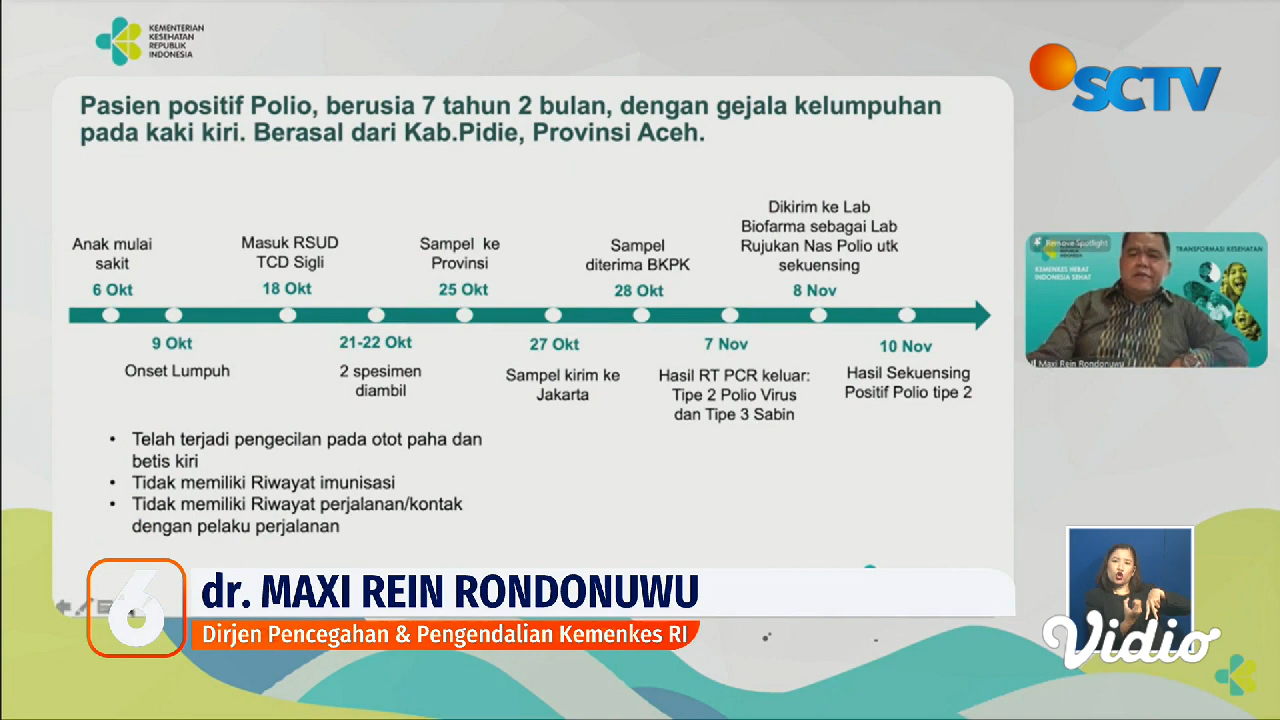 KEMENTERIAN
KESEHATAN
REPUBLIK
INDONESIA
SCTV
Pasien positif Polio, berusia 7 tahun 2 bulan, dengan gejala kelumpuhan
pada kaki kiri. Berasal dari Kab.Pidie, Provinsi Aceh.
Anak mulai
sakit
6 Okt
9 Okt
Onset Lumpuh
Masuk RSUD
TCD Sigli
18 Okt
21-22 Okt
2 spesimen
diambil
Sampel ke
Provinsi
25 Okt
27 Okt
Sampel kirim ke
Jakarta
Sampel
diterima BKPK
28 Okt
7 Nov
Hasil RT PCR keluar:
Tipe 2 Polio Virus
dan Tipe 3 Sabin
Dikirim ke Lab
Biofarma sebagai Lab
Rujukan Nas Polio utk
sekuensing
8 Nov
10 Nov
Hasil Sekuensing
Positif Polio tipe 2
• Telah terjadi pengecilan pada otot paha dan
betis kiri
• Tidak memiliki Riwayat imunisasi
• Tidak memiliki Riwayat perjalanan/kontak
dengan pelaku perjalanan
Remove Spotlight
TRANSFORMASI KESEHATAN
KEMENKES HEBAT
INDONESIA SEHAT
Maxi Rein Rondonuwu
6
dr. MAXI REIN RONDONUWU
Dirjen Pencegahan & Pengendalian Kemenkes RI
Vidio